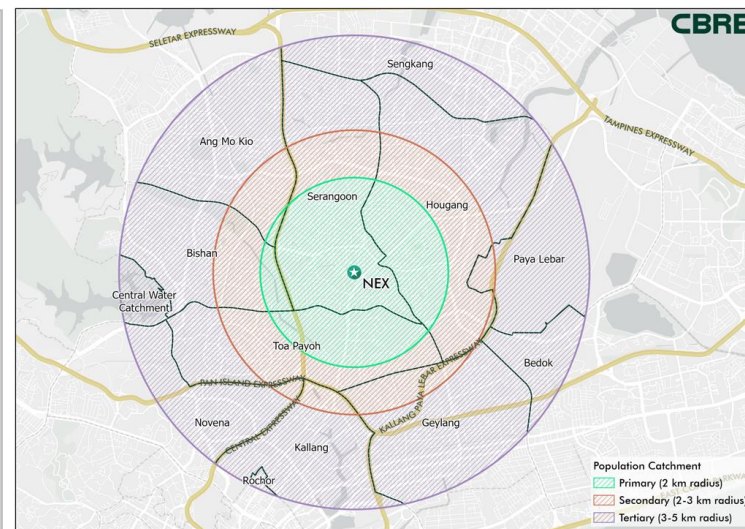 CBRE
SELETAR EXPRESSWAY
Sengkang
TAMPINES EXPRESSWAY
Ang Mo Kio
Serangoon
Hougang
Bishan
Paya Lebar
NEX
Central Water
Catchment
Toa Payoh
Bedok
PAN ISLAND EXPRESSWAY
KALLANG PAYA LEBAR EXPRESSWAY
Novena
CENTRAL EXPRESSWAY
Geylang
Kallang
Rochor
Population Catchment
Primary (2 km radius)
Secondary (2-3 km radius)
Tertiary (3-5 km radius)